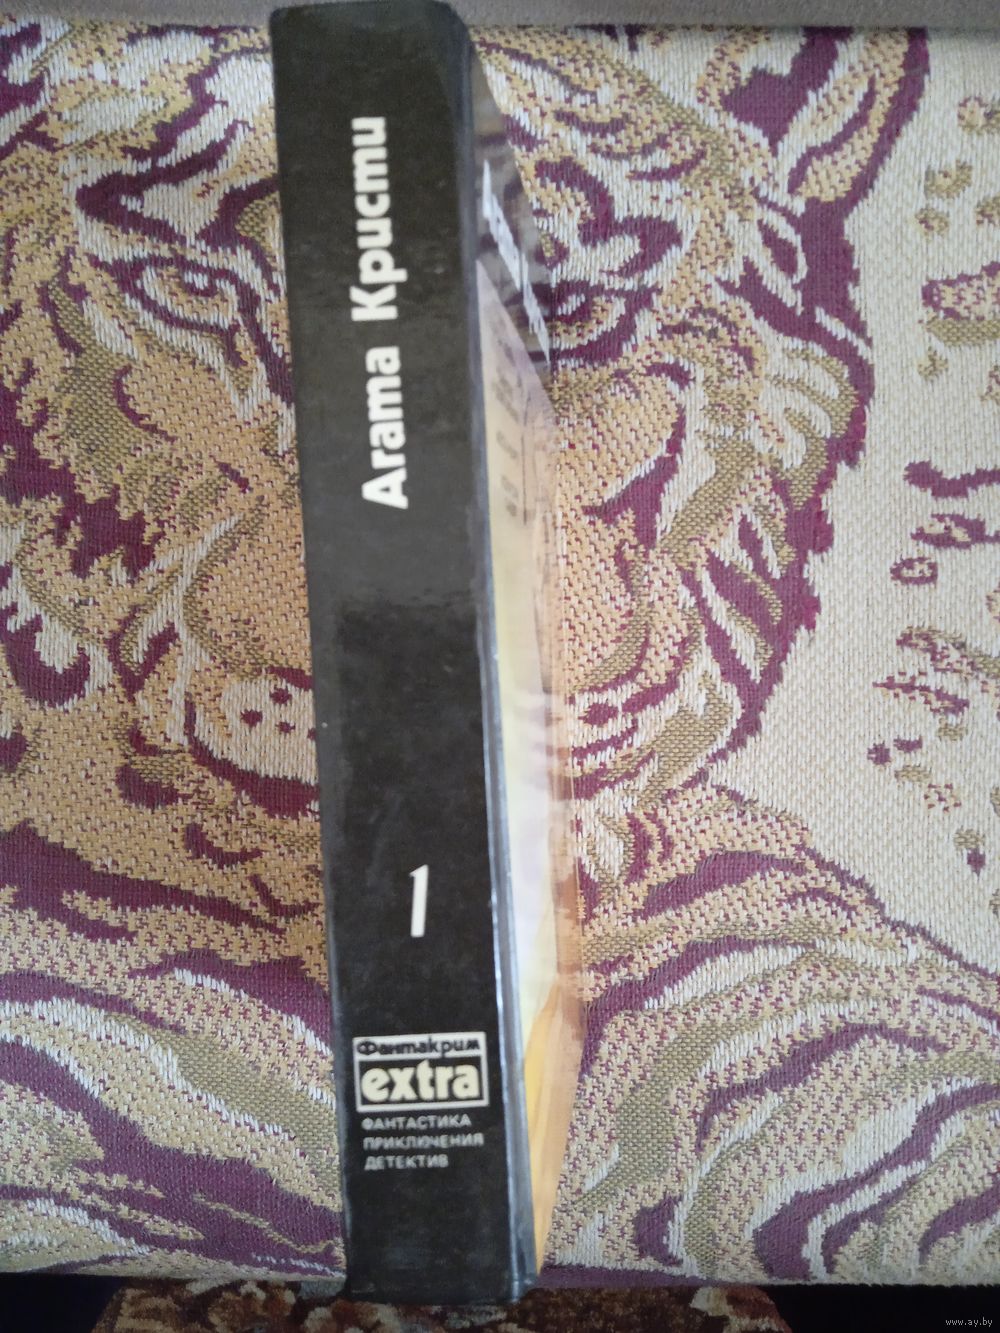 Агата Кристи
1
Фантакрим
extra
ФАНТАСТИКА
ПРИКЛЮЧЕНИЯ
ДЕТЕКТИВ
www.ay.by